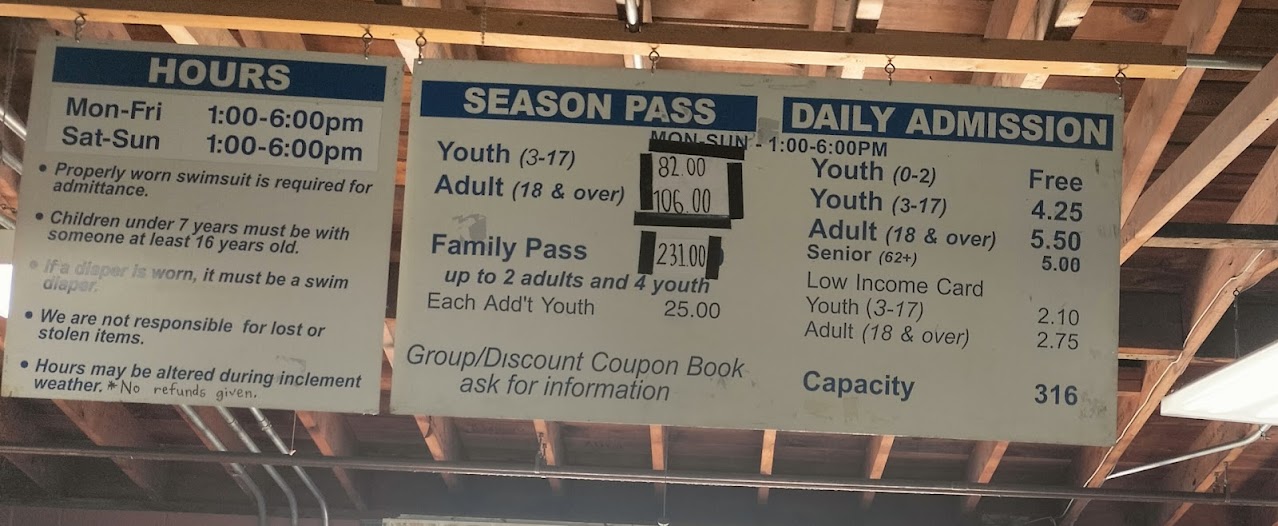 HOURS
Mon-Fri 1:00-6:00pm
Sat-Sun 1:00-6:00pm
• Properly worn swimsuit is required for
admittance.
• Children under 7 years must be with
someone at least 16 years old.
• If a diaper is worn, it must be a swim
diaper.
• We are not responsible for lost or
stolen items.
• Hours may be altered during inclement
weather. *No refunds given.
SEASON PASS
MON-SUN - 1:00-6:00PM
Youth (3-17) 82.00
Adult (18 & over) 106.00
Family Pass 231.00
up to 2 adults and 4 youth
Each Add't Youth 25.00
Group/Discount Coupon Book
ask for information
DAILY ADMISSION
Youth (0-2) Free
Youth (3-17) 4.25
Adult (18 & over) 5.50
Senior (62+) 5.00
Low Income Card
Youth (3-17) 2.10
Adult (18 & over) 2.75
Capacity 316